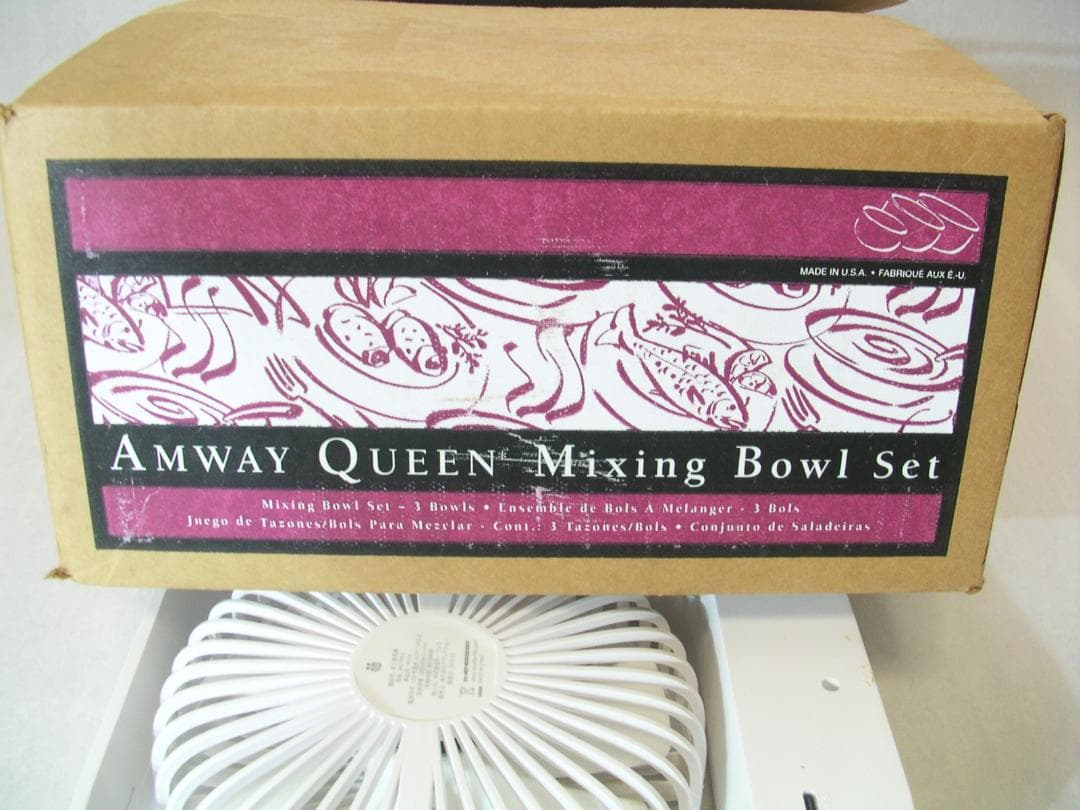 MADE IN U.S.A. • FABRIQUÉ AUX É.-U.
AMWAY QUEEN® Mixing Bowl Set
Mixing Bowl Set – 3 Bowls • Ensemble de Bols À Mélanger - 3 Bols
Juego de Tazones/Bols Para Mezclar - Cont.: 3 Tazones/Bols • Conjunto de Saladeiras